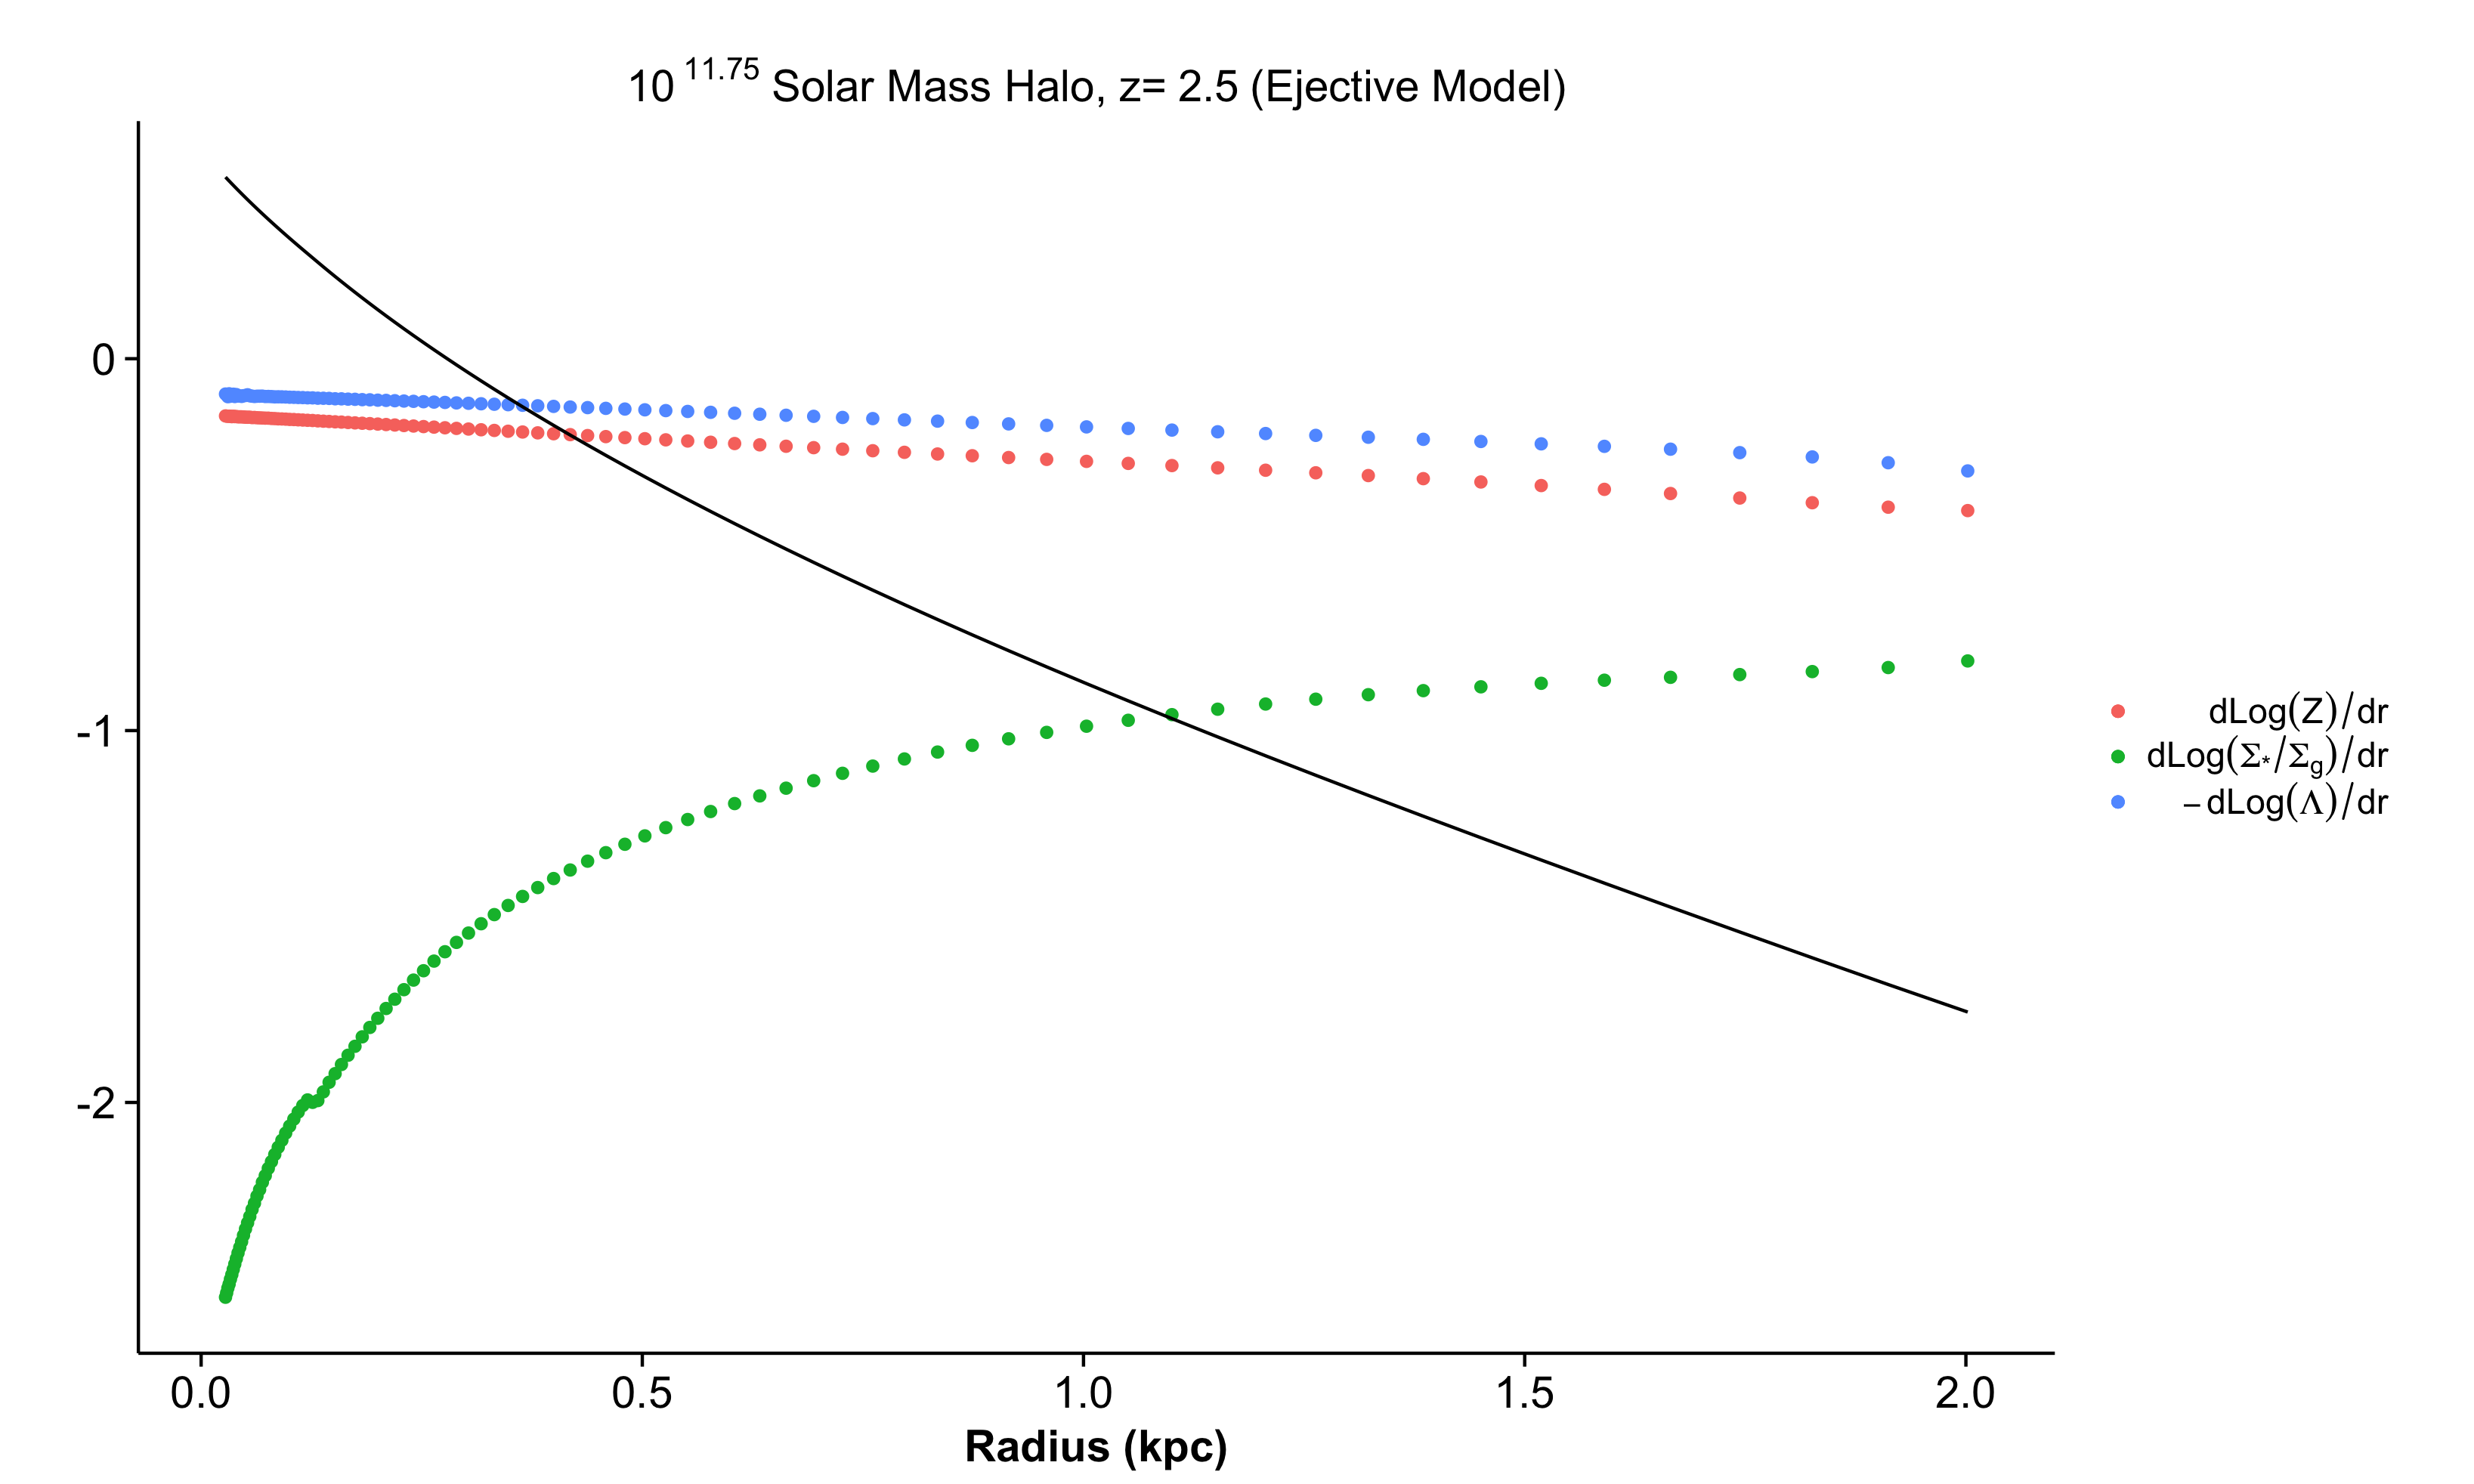 10 11.75 Solar Mass Halo, z= 2.5 (Ejective Model)
0
-1
-2
0.0 0.5 1.0 1.5 2.0
Radius (kpc)
dLog(Z)/dr
dLog(Σ*/Σg)/dr
−dLog(Λ)/dr